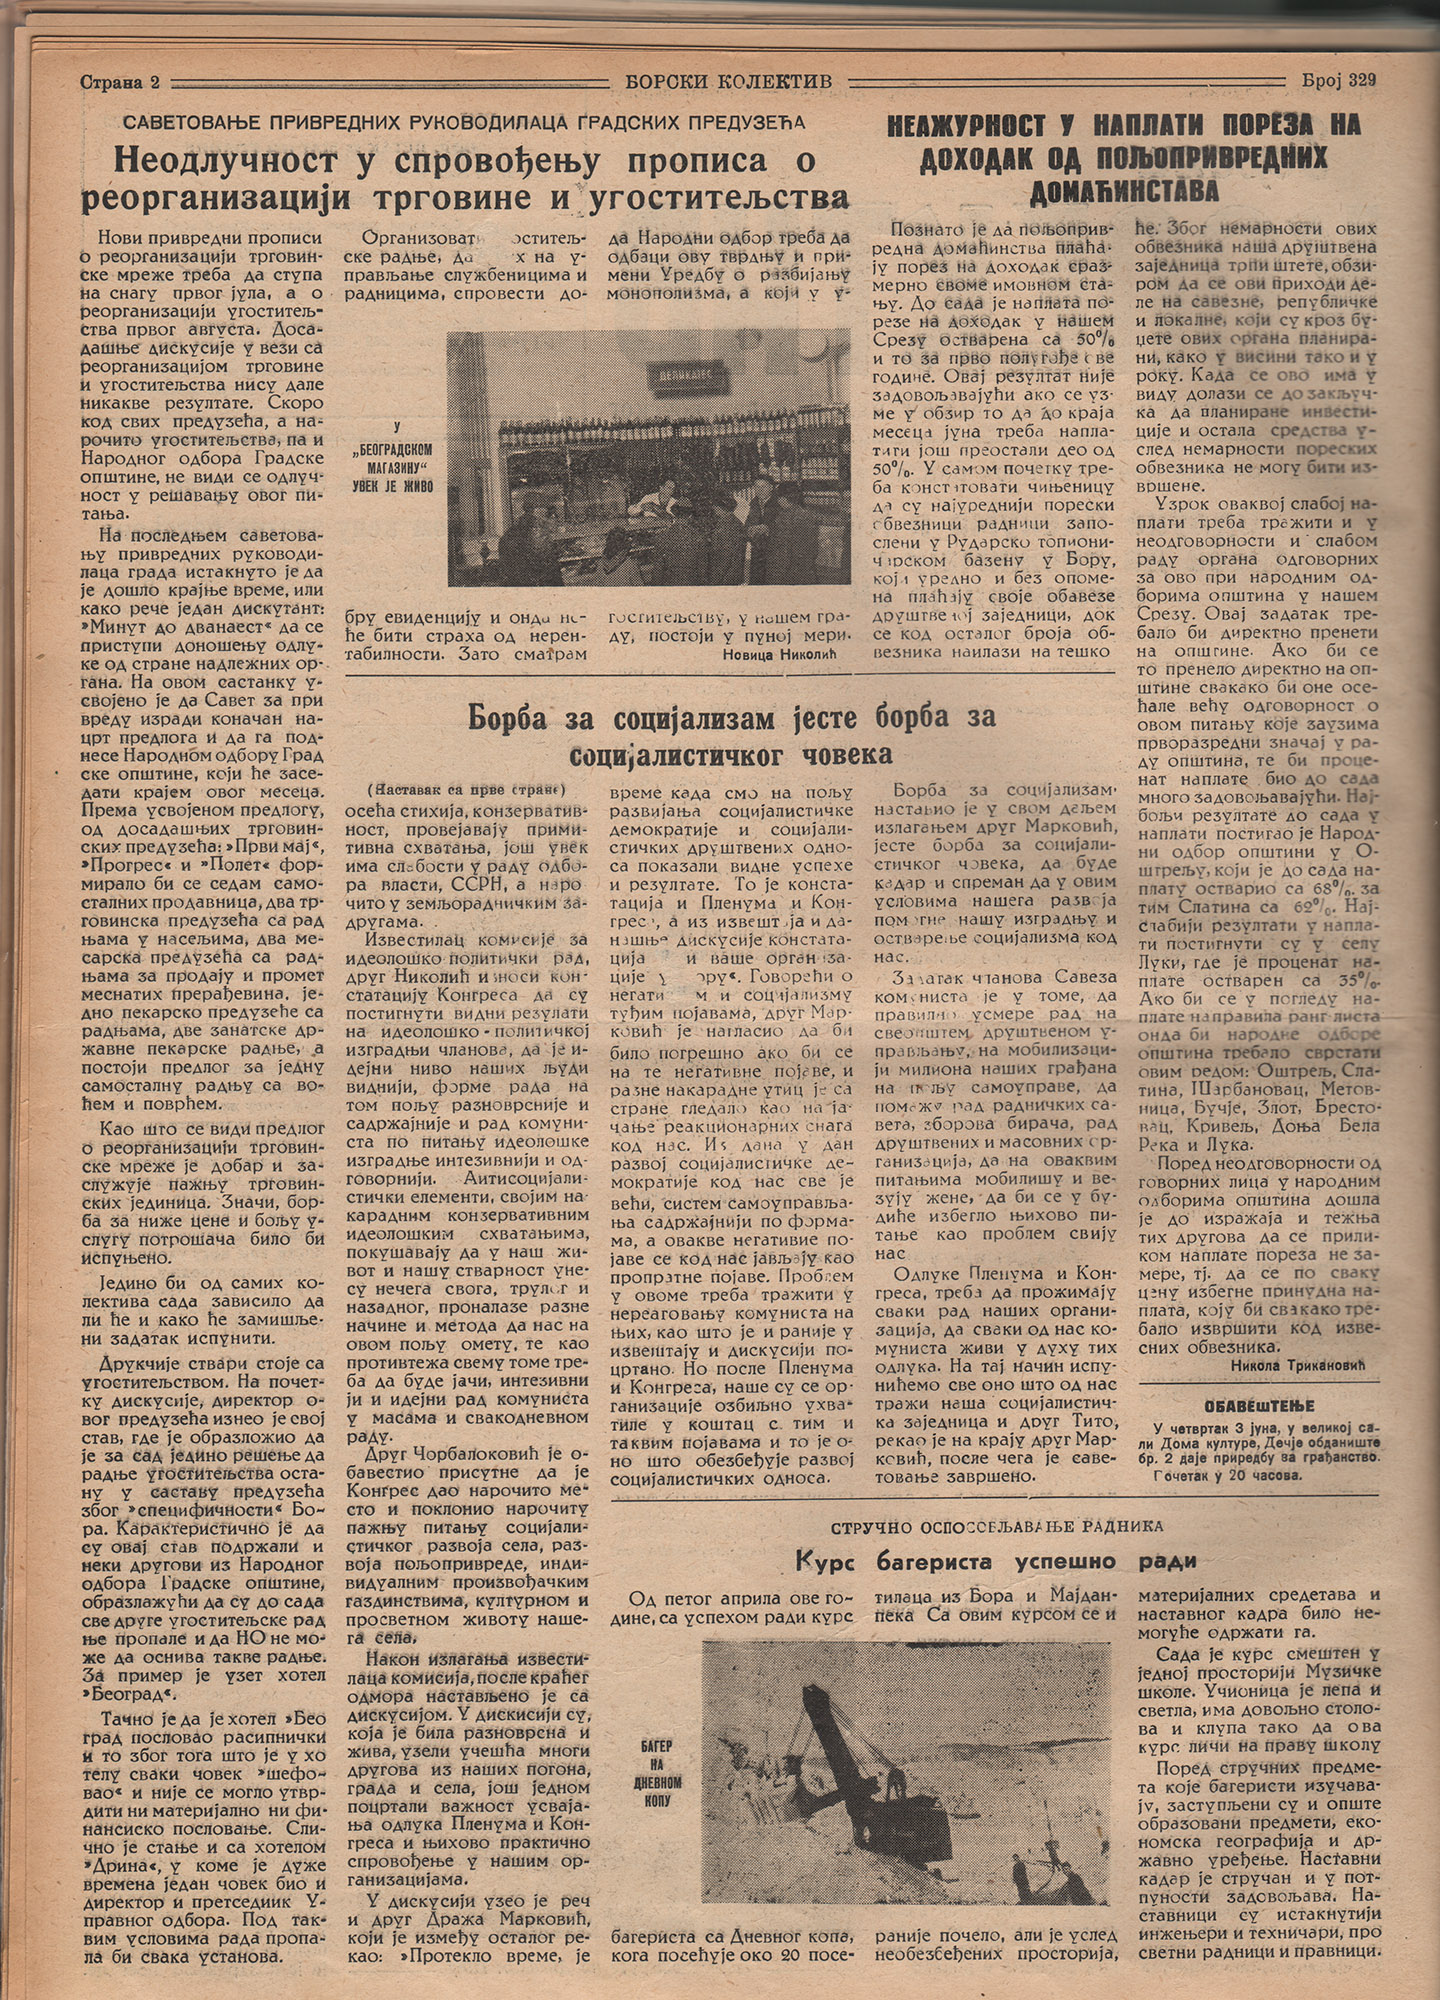 Страна 2
БОРСКИ КОЛЕКТИВ
Број 329
САВЕТОВАЊЕ ПРИВРЕДНИХ РУКОВОДИЛАЦА ГРАДСКИХ ПРЕДУЗЕЋА
Неодлучност у спровођењу прописа о
реорганизацији трговине и угоститељства
Нови привредни прописи
о реорганизацији трговин-
ске мреже треба да ступа
на снагу првог јула, а о
реорганизацији угоститељ-
ства првог августа. Доса-
дашње дискусије у вези са
реорганизацијом трговине
и угоститељства нису дале
никакве резултате. Скоро
код свих предузећа, а на-
рочито угоститељства, па и
Народног одбора Градске
општине, не види се одлуч-
ност у решавању овог пи-
тања.
На последњем саветова-
њу привредних руководи-
лаца града истакнуто је да
је дошло крајње време, или
како рече један дискутант:
»Минут до дванаест« да се
приступи доношењу одлу-
ке од стране надлежних ор-
гана. На овом састанку у-
својено је да Савет за при
вреду изради коначан на-
црт предлога и да га под-
несе Народном одбору Град
ске општине, који ће засе-
дати крајем овог месеца.
Према усвојеном предлогу,
од досадашњих трговин-
ских предузећа: »Први мај«,
»Прогрес« и »Полет« фор-
мирало би се седам само-
сталних продавница, два тр-
говинска предузећа са рад
њама у насељима, два ме-
сарска предузећа са рад-
њама за продају и промет
меснатих прерађевина, је-
дно пекарско предузеће са
радњама, две занатске др-
жавне пекарске радње, а
постоји предлог за једну
самосталну радњу са во-
ћем и поврћем.
Као што се види предлог
о реорганизацији трговин-
ске мреже је добар и за-
служује пажњу трговин-
ских јединица. Значи, бор-
ба за ниже цене и бољу у-
слугу потрошача било би
испуњено.
Једино би од самих ко-
лектива сада зависило да
ли ће и како ће замишље-
ни задатак испунити.
Друкчије ствари стоје са
угоститељством. На почет-
ку дискусије, директор о-
вог предузећа изнео је свој
став, где је образложио да
је за сад једино решење да
радње угоститељства оста-
ну у саставу предузећа
због »специфичности« Бо-
ра. Карактеристично је да
су овај став подржали и
неки другови из Народног
одбора Градске општине,
образлажући да су до сада
све друге угоститељске рад
ње пропале и да НО не мо-
же да оснива такве радње.
За пример је узет хотел
»Београд«.
Тачно је да је хотел »Бео
град пословао расипнички
и то због тога што је у хо
телу сваки човек »шефо-
вао« и није се могло утвр-
дити ни материјално ни фи-
нансиско пословање. Сли-
чно је стање и са хотелом
»Дрина«, у коме је дуже
времена један човек био и
директор и претседиик У-
правног одбора. Под так-
вим условима рада пропа-
ла би свака установа.
Организоват оститељ-
ске радње, да х на у-
прављање службеницима и
радницима, спровести до-
да Народни одбор треба да
одбаци ову тврдњу и при-
мени Уредбу о разбијању
монополизма, а који у у-
У
„БЕОГРАДСКОМ
МАГАЗИНУ“
УВЕК ЈЕ ЖИВО
ДЕЛИКАТЕС
бру евиденцију и онда не-
ће бити страха од нерен-
табилности. Зато сматрам
гоститељству, у нашем гра-
ду, постоји у пуној мери.
Новица Николић
НЕАЖУРНОСТ У НАПЛАТИ ПОРЕЗА НА
ДОХОДАК ОД ПОЉОПРИВРЕДНИХ
ДОМАЋИНСТАВА
Познато је да пољоприв-
редна домаћинства плаћа-
ју порез на доходак сраз-
мерно своме имовном ста-
њу. До сада је наплата по-
резе на доходак у нашем
Срезу остварена са 50%
и то за прво полугође ове
године. Овај резултат није
задовољавајући ако се уз-
ме у обзир то да до краја
месеца јуна треба напла-
тити још преостали део од
50%. У самом почетку тре-
ба констатовати чињеницу
да су најуреднији порески
обвезници радници запо-
слени у Рударско топиони-
чарском базену у Бору,
који уредно и без опоме-
на плаћају своје обавезе
друштвеној заједници, док
се код осталог броја об-
везника наилази на тешко
ће. Због немарности ових
обвезника наша друштвена
заједница трпи штете, обзи-
ром да се ови приходи де-
ле на савезне, републичке
и локалне, који су кроз бу-
џете ових органа планира-
ни, како у висини тако и у
року. Када се ово има у
виду долази се до закључ-
ка да планиране инвести-
ције и остала средства у-
след немарности пореских
обвезника не могу бити из-
вршене.
Узрок оваквој слабој на-
плати треба тражити и у
неодговорности и слабом
раду органа одговорних
за ово при народним од-
борима општина у нашем
Срезу. Овај задатак тре-
бало би директно пренети
на општине. Ако би се
то пренело директно на оп-
штине свакако би оне осе-
ћале већу одговорност о
овом питању које заузима
прворазредни значај у ра-
ду општина, те би проце-
нат наплате био до сада
много задовољавајући. Нај-
бољи резултате до сада у
наплати постигао је Народ-
ни одбор општини у О-
штрељу, који је до сада на-
плату остварио са 68%. за
тим Слатина са 62%. Нај-
слабији резултати у напла-
ти постигнути су у селу
Луки, где је проценат на-
плате остварен са 35%.
Ако би се у погледу на-
плате направила ранг листа
онда би народне одборе
општина требало сврстати
овим редом: Оштрељ, Сла-
тина, Шарбановац, Метов-
ница, Бучје, Злот, Бресто-
вац, Кривељ, Доња Бела
Река и Лука.
Поред неодговорности од
говорних лица у народним
одборима општина дошла
је до изражаја и тежња
тих другова да се прили-
ком наплате пореза не за-
мере, тј. да се по сваку
цену избегне принудна на-
плата, коју би свакако тре-
бало извршити код изве-
сних обвезника.
Никола Трикановић
ОБАВЕШТЕЊЕ
У четвртак 3 јуна, у великој са-
ли Дома културе, Дечје обданиште
бр. 2 даје приредбу за грађанство.
Почетак у 20 часова.
Борба за социјализам јесте борба за
социјалистичког човека
(Наставак са прве стране)
осећа стихија, конзерватив-
ност, провејавају прими-
тивна схватања, још увек
има слабости у раду одбо-
ра власти, ССРН, а наро
чито у земљорадничким за-
другама.
Известилац комисије за
идеолошко политички рад,
друг Николић износи кон-
статацију Конгреса да су
постигнути видни резулати
на идеолошко-политичкој
изградњи чланова, да је и-
дејни ниво наших људи
виднији, форме рада на
том пољу разноврсније и
садржајније и рад комуни-
ста по питању идеолошке
изградње интезивнији и од-
говорнији. Аитисоцијали-
стички елементи, својим на-
карадним конзервативним
идеолошким схватањима,
покушавају да у наш жи-
вот и нашу стварност уне-
су нечега свога, трулог и
назадног, проналазе разне
начине и метода да нас на
овом пољу омету, те као
противтежа свему томе тре-
ба да буде јачи, интезивни
ји и идејни рад комуниста
у масама и свакодневном
раду.
Друг Чорбалоковић је о-
бавестио присутне да је
Конгрес дао нарочито ме-
сто и поклонио нарочиту
пажњу питању социјали-
стичког развоја села, раз-
воја пољопривреде, инди-
видуалним произвођачким
газдинствима, културном и
просветном животу наше-
га села.
Након излагања извести-
лаца комисија, после краћег
одмора настављено је са
дискусијом. У дискисији су,
која је била разноврсна и
жива, узели учешћа многи
другова из наших погона,
града и села, још једном
поцртали важност усваја-
ња одлука Пленума и Кон-
греса и њихово практично
спровођење у нашим ор-
ганизацијама.
У дискусији узео је реч
и друг Дража Марковић,
који је између осталог ре-
као: »Протекло време, је
време када смо на пољу
развијања социјалистичке
демократије и социјали-
стичких друштвених одно-
са показали видне успехе
и резултате. То је конста-
тација и Пленума и Кон-
греса, а из извештаја и да-
нашње дискусије констата-
ција и ваше организа-
ције у ору«. Говорећи о
негати м и социјализму
туђим појавама, друг Мар-
ковић је нагласио да би
било погрешно ако би се
на те негативне појаве, и
разне накарадне утиц је са
стране гледало као на ја-
чање реакционарних снага
код нас. Из дана у дан
развој социјалистичке де-
мократије код нас све је
већи, систем самоуправља-
ња садржајнији по форма-
ма, а овакве негативие по-
јаве се код нас јављају као
пропратне појаве. Проблем
у овоме треба тражити у
нереаговању комуниста на
њих, као што је и раније у
извештају и дискусији по-
цртано. Но после Пленума
и Конгреса, наше су се ор-
ганизације озбиљно ухва-
тиле у коштац с тим и
таквим појавама и то је о-
но што обезбеђује развој
социјалистичких односа.
Борба за социјализам
наставио је у свом даљем
излагањем друг Марковић,
јесте борба за социјали-
стичког човека, да буде
кадар и спреман да у овим
условима нашега развоја
помогне нашу изградњу и
остварење социјализма код
нас.
Задатак чланова Савеза
комуниста је у томе, да
правилно усмере рад на
свеопштем друштвеном у-
прављању, на мобилизаци-
ји милиона наших грађана
на пољу самоуправе, да
помажу рад радничких са-
вета, зборова бирача, рад
друштвених и масовних ор-
ганизација, да на оваквим
питањима мобилишу и ве-
зују жене, да би се у бу-
диће избегло њихово пи-
тање као проблем свију
нас
Одлуке Пленума и Кон-
греса, треба да прожимају
сваки рад наших органи-
зација, да сваки од нас ко-
муниста живи у духу тих
одлука. На тај начин испу-
нићемо све оно што од нас
тражи наша социјалистич-
ка заједница и друг Тито,
рекао је на крају друг Мар-
ковић, после чега је саве-
товање завршено.
СТРУЧНО ОСПОСОБЉАВАЊЕ РАДНИКА
Курс багериста успешно ради
Од петог априла ове го-
дине, са успехом ради курс
тилаца из Бора и Мајдан-
пека Са овим курсом се и
БАГЕР
НА
ДНЕВНОМ
КОПУ
багериста са Дневног копа,
кога посећује око 20 посе-
раније почело, али је услед
необезбеђених просторија,
материјалних средетава и
наставног кадра било не-
могуће одржати га.
Сада је курс смештен у
једној просторији Музичке
школе. Учионица је лепа и
светла, има довољно столо-
ва и клупа тако да ова
курс личи на праву школу
Поред стручних предме-
та које багеристи изучава-
ју, заступљени су и опште
образовани предмети, еко-
номска географија и др-
жавно уређење. Наставни
кадар је стручан и у пот-
пуности задовољава. На-
ставници су истакнутији
инжењери и техничари, про
светни радници и правници.